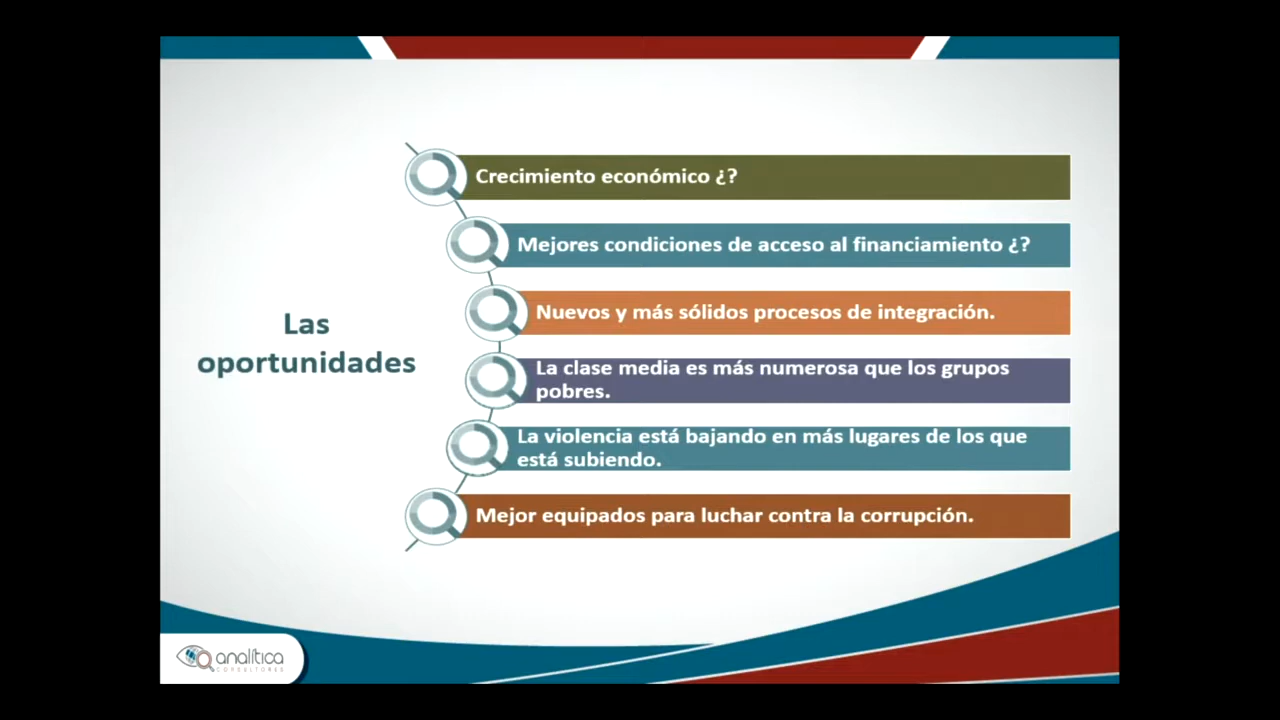 Las
oportunidades
Crecimiento económico ¿?
Mejores condiciones de acceso al financiamiento ¿?
Nuevos y más sólidos procesos de integración.
La clase media es más numerosa que los grupos
pobres.
La violencia está bajando en más lugares de los que
está subiendo.
Mejor equipados para luchar contra la corrupción.
analítica
CONSULTORES